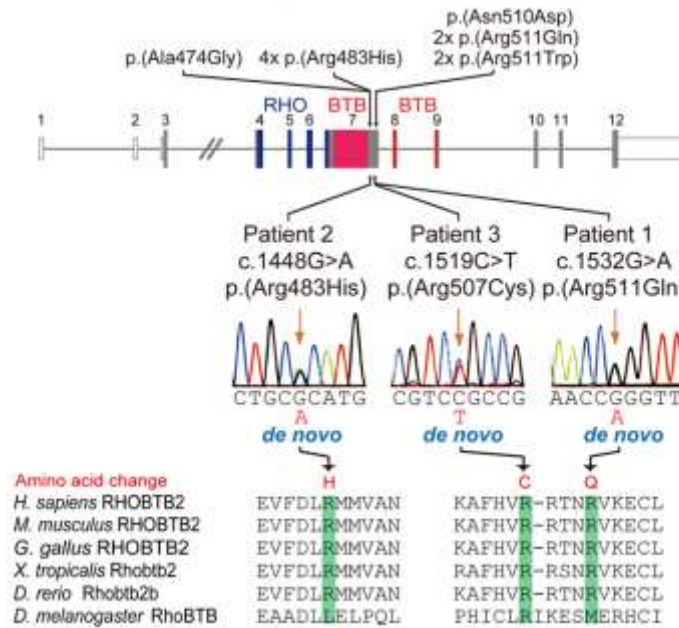 p.(Asn510Asp)
p.(Ala474Gly) 4x p.(Arg483His) 2x p.(Arg511Gln)
2x p.(Arg511Trp)
RHO BTB BTB
1 2 3 4 5 6 7 8 9 10 11 12
Patient 2 Patient 3 Patient 1
c.1448G>A c.1519C>T c.1532G>A
p.(Arg483His) p.(Arg507Cys) p.(Arg511Gln)
CTGCGCATG CGTCCGCCG AACCGGGTT
A T A
de novo de novo de novo
Amino acid change H C Q
H. sapiens RHOBTB2 EVFDLRMMVAN KAFHVR-RTNRVKECL
M. musculus RHOBTB2 EVFDLRMMVAN KAFHVR-RTNRVKECL
G. gallus RHOBTB2 EVFDLRMMVAN KAFHVR-RTNRVKECL
X. tropicalis Rhobtb2 EVFDLRMMVAN RAFHVR-RSNRVKECL
D. rerio Rhobtb2b EVFDLRMMVAN KAFHVR-RTNRVKECL
D. melanogaster RhoBTB EAADLLELPQL PHICLRIKESMERHCI